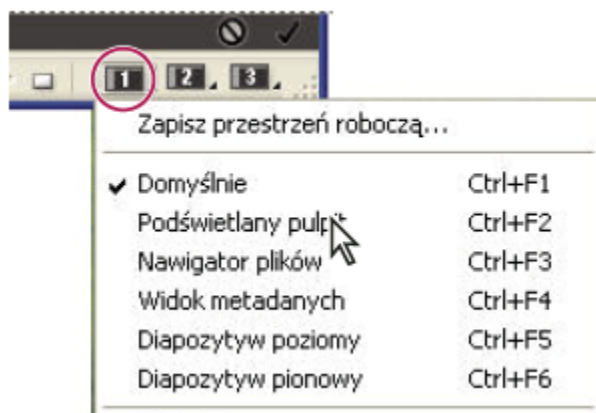 1 2 3
Zapisz przestrzeń roboczą...
Domyślnie Ctrl+F1
Podświetlany pulpit Ctrl+F2
Nawigator plików Ctrl+F3
Widok metadanych Ctrl+F4
Diapozytyw poziomy Ctrl+F5
Diapozytyw pionowy Ctrl+F6